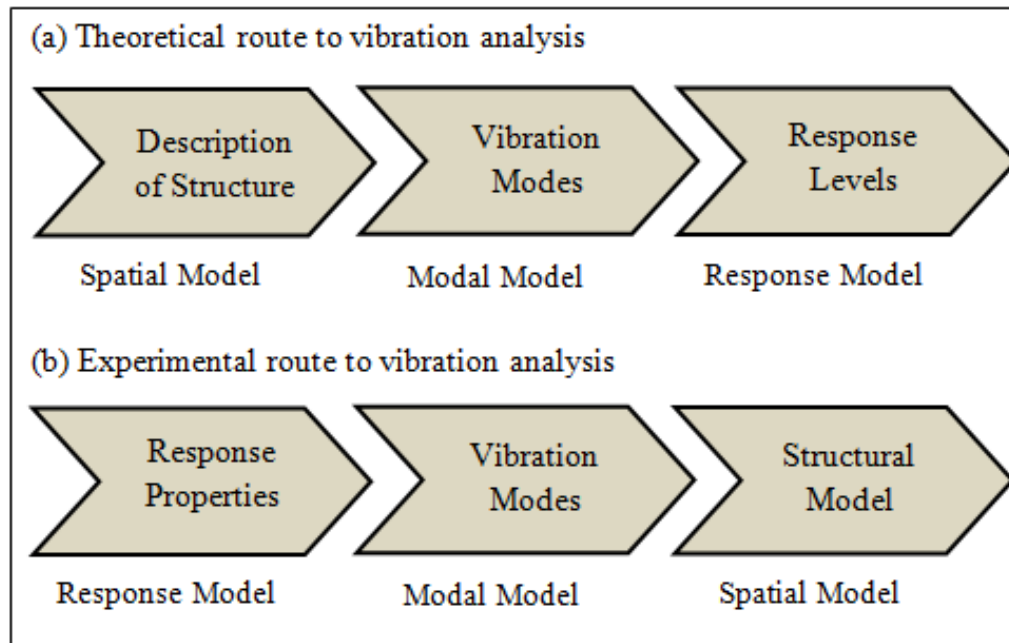 (a) Theoretical route to vibration analysis
Description
of Structure
Vibration
Modes
Response
Levels
Spatial Model
Modal Model
Response Model
(b) Experimental route to vibration analysis
Response
Properties
Vibration
Modes
Structural
Model
Response Model
Modal Model
Spatial Model